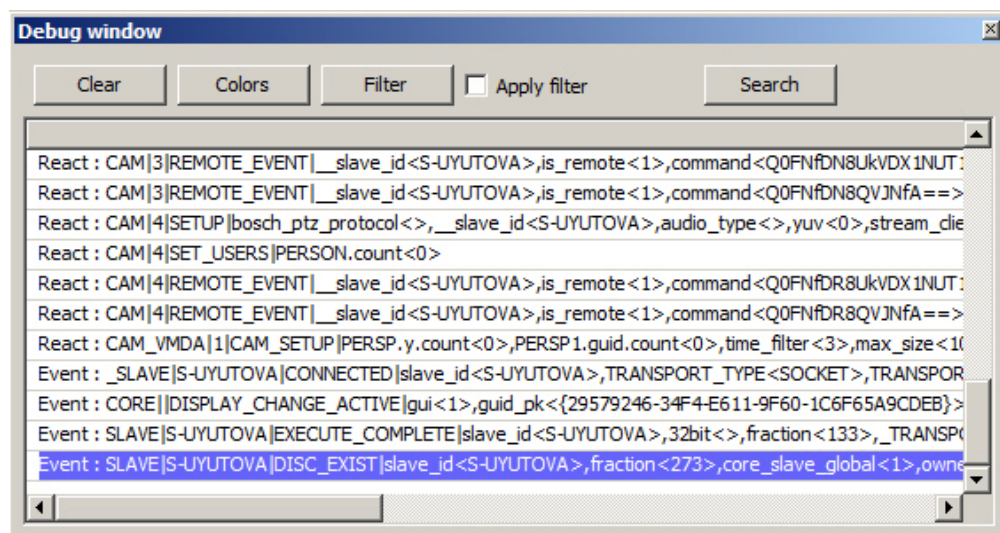 Debug window
Clear Colors Filter Apply filter Search
React : CAM|3|REMOTE_EVENT|__slave_id<S-UYUTOVA>,is_remote<1>,command<Q0FNfDN8UkVDX1NUT1
React : CAM|3|REMOTE_EVENT|__slave_id<S-UYUTOVA>,is_remote<1>,command<Q0FNfDN8QVJNfA==>
React : CAM|4|SETUP|bosch_ptz_protocol<>,__slave_id<S-UYUTOVA>,audio_type<>,yuv<0>,stream_clie
React : CAM|4|SET_USERS|PERSON.count<0>
React : CAM|4|REMOTE_EVENT|__slave_id<S-UYUTOVA>,is_remote<1>,command<Q0FNfDR8UkVDX1NUT1
React : CAM|4|REMOTE_EVENT|__slave_id<S-UYUTOVA>,is_remote<1>,command<Q0FNfDR8QVJNfA==>
React : CAM_VMDA|1|CAM_SETUP|PERSP.y.count<0>,PERSP1.guid.count<0>,time_filter<3>,max_size<10
Event : _SLAVE|S-UYUTOVA|CONNECTED|slave_id<S-UYUTOVA>,TRANSPORT_TYPE<SOCKET>,TRANSPOR
Event : CORE||DISPLAY_CHANGE_ACTIVE|gui<1>,guid_pk<{29579246-34F4-E611-9F60-1C6F65A9CDEB}>
Event : SLAVE|S-UYUTOVA|EXECUTE_COMPLETE|slave_id<S-UYUTOVA>,32bit<>,fraction<133>,_TRANSPO
Event : SLAVE|S-UYUTOVA|DISC_EXIST|slave_id<S-UYUTOVA>,fraction<273>,core_slave_global<1>,owne